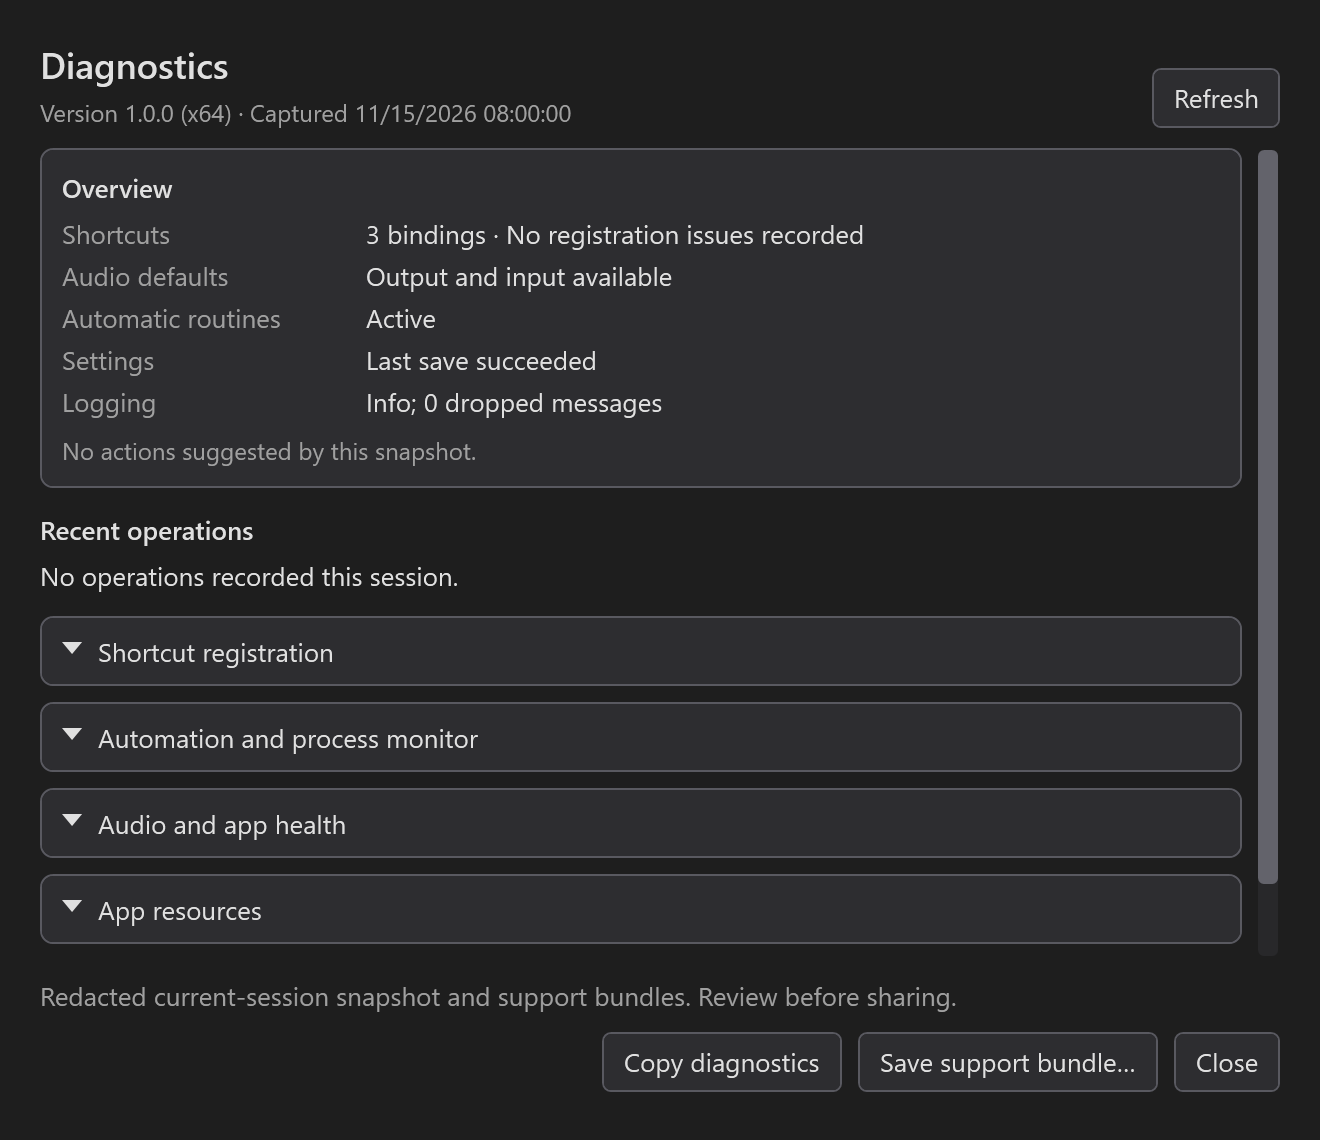 Diagnostics
Version 1.0.0 (x64) · Captured 11/15/2026 08:00:00
Refresh
Overview
Shortcuts 3 bindings · No registration issues recorded
Audio defaults Output and input available
Automatic routines Active
Settings Last save succeeded
Logging Info; 0 dropped messages
No actions suggested by this snapshot.
Recent operations
No operations recorded this session.
Shortcut registration
Automation and process monitor
Audio and app health
App resources
Redacted current-session snapshot and support bundles. Review before sharing.
Copy diagnostics Save support bundle... Close